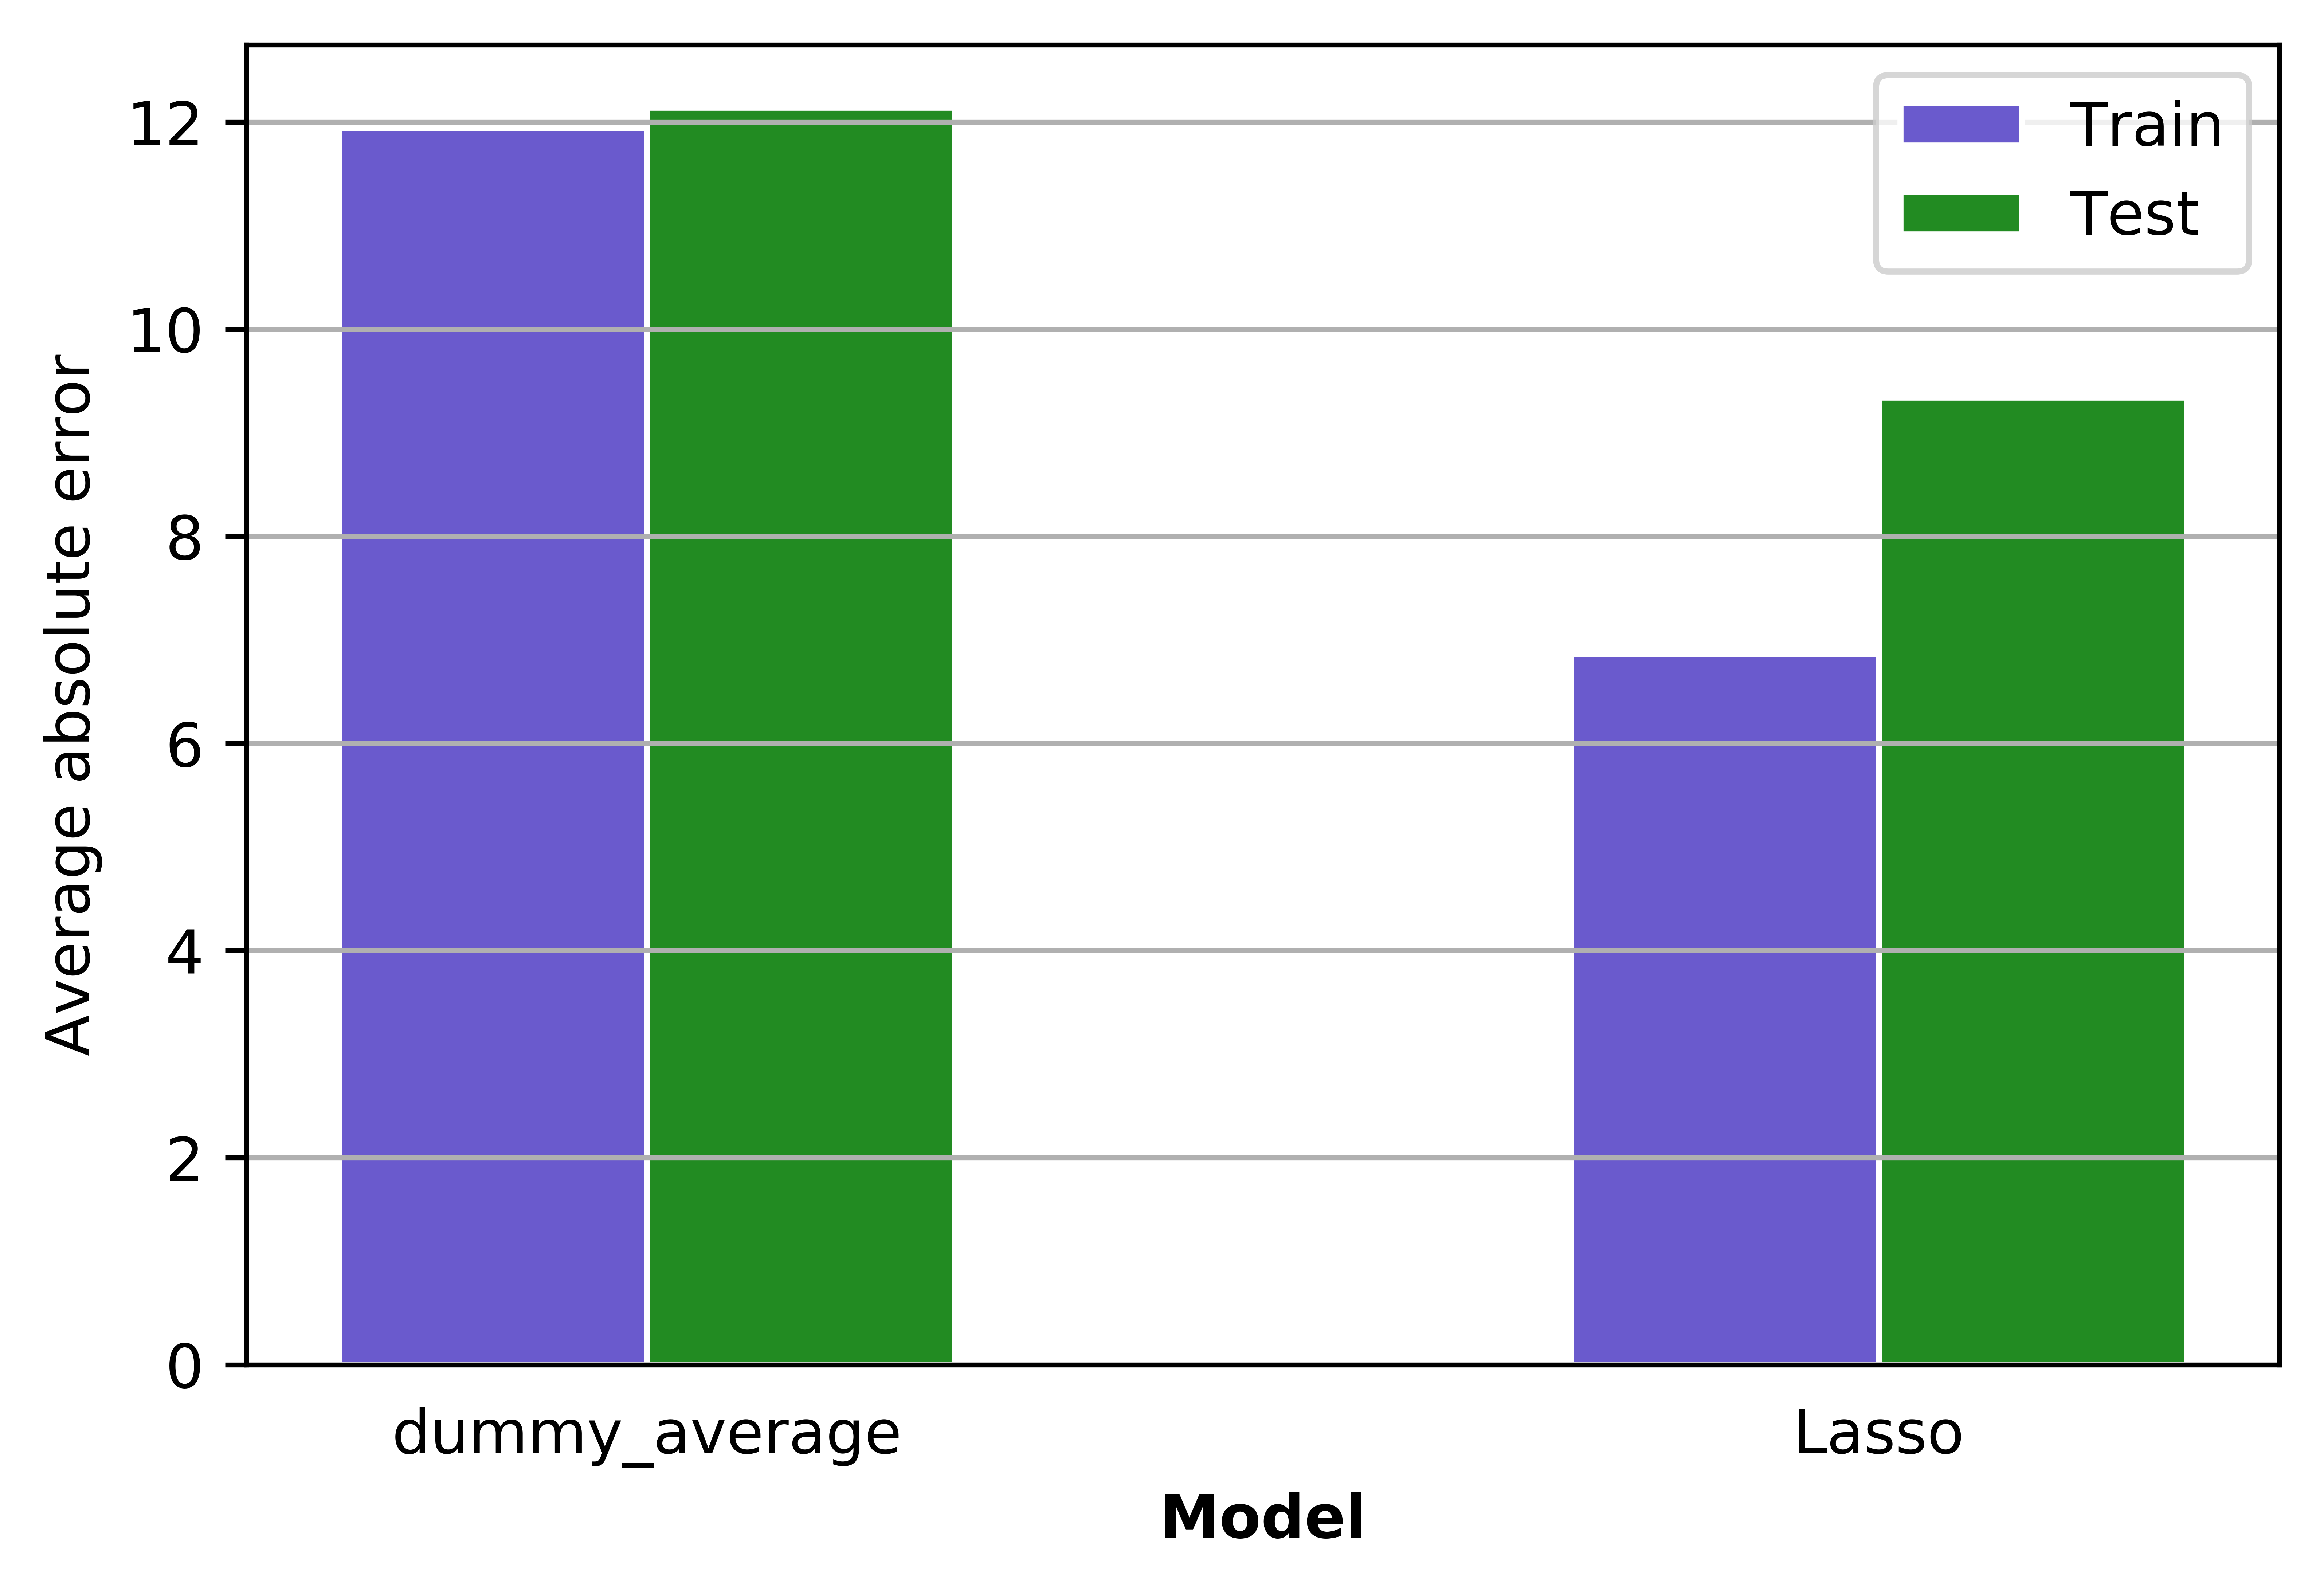 Train
Test
12
10
8
6
4
2
0
Average absolute error
dummy_average
Lasso
Model